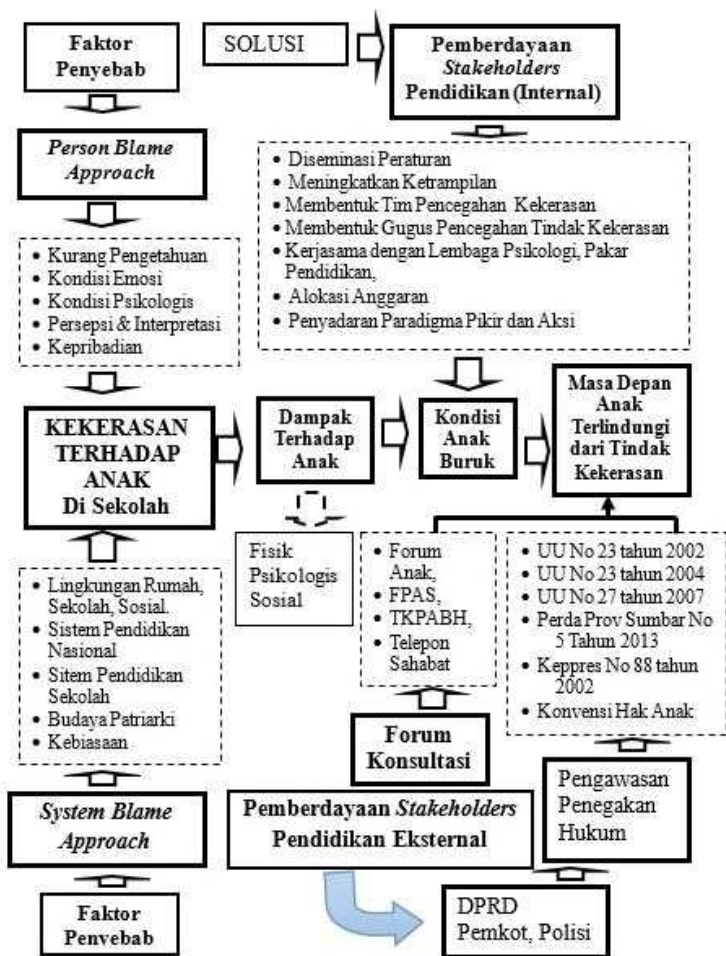 Faktor
Penyebab
SOLUSI
Pemberdayaan
Stakeholders
Pendidikan (Internal)
Person Blame
Approach
• Diseminasi Peraturan
• Meningkatkan Ketrampilan
• Membentuk Tim Pencegahan Kekerasan
• Membentuk Gugus Pencegahan Tindak Kekerasan
• Kerjasama dengan Lembaga Psikologi, Pakar
Pendidikan,
• Alokasi Anggaran
• Penyadaran Paradigma Pikir dan Aksi
• Kurang Pengetahuan
• Kondisi Emosi
• Kondisi Psikologis
• Persepsi & Interpretasi
• Kepribadian
KEKERASAN
TERHADAP
ANAK
Di Sekolah
Dampak
Terhadap
Anak
Kondisi
Anak
Buruk
Masa Depan
Anak
Terlindungi
dari Tindak
Kekerasan
Fisik
Psikologis
Sosial
• Forum
Anak,
• FPAS,
• TKPABH,
• Telepon
Sahabat
• UU No 23 tahun 2002
• UU No 23 tahun 2004
• UU No 27 tahun 2007
• Perda Prov Sumbar No
5 Tahun 2013
• Keppres No 88 tahun
2002
• Konvensi Hak Anak
• Lingkungan Rumah,
Sekolah, Sosial.
• Sistem Pendidikan
Nasional
• Sitem Pendidikan
Sekolah
• Budaya Patriarki
• Kebiasaan
Forum
Konsultasi
System Blame
Approach
Pemberdayaan Stakeholders
Pendidikan Eksternal
Pengawasan
Penegakan
Hukum
Faktor
Penyebab
DPRD
Pemkot, Polisi